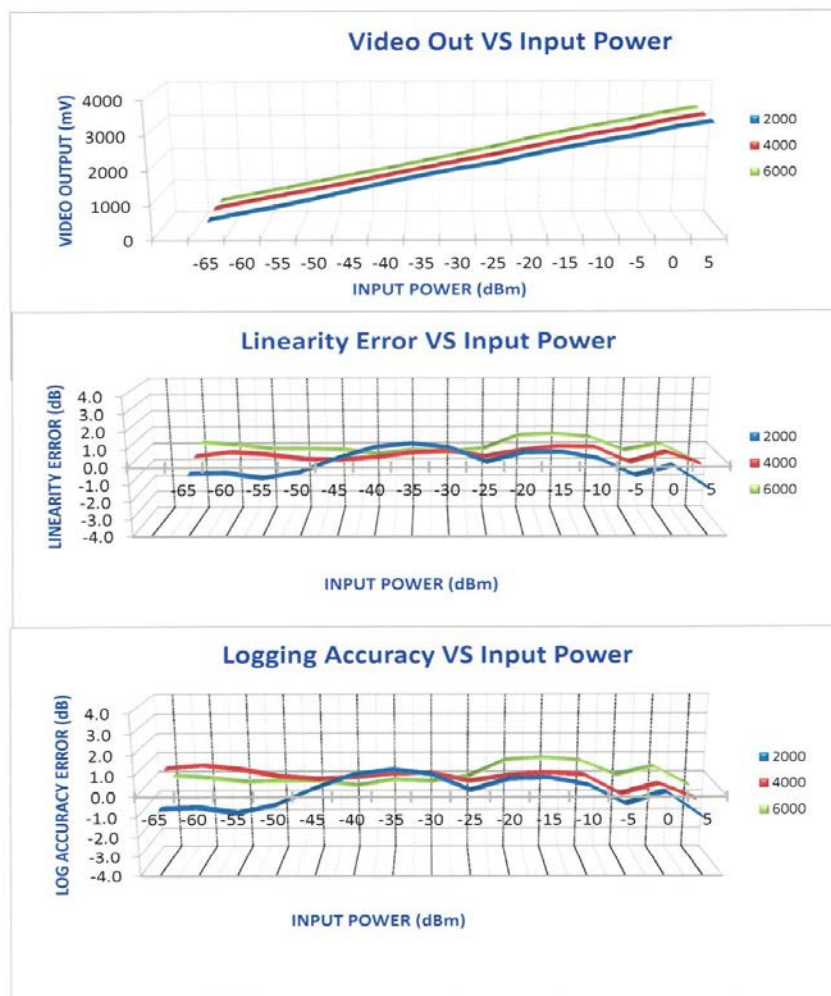 Video Out VS Input Power
VIDEO OUTPUT (mV)
4000
3000
2000
1000
0
-65 -60 -55 -50 -45 -40 -35 -30 -25 -20 -15 -10 -5 0 5
INPUT POWER (dBm)
2000
4000
6000
Linearity Error VS Input Power
LINEARITY ERROR (dB)
4.0
3.0
2.0
1.0
0.0
-1.0
-2.0
-3.0
-4.0
-65 -60 -55 -50 -45 -40 -35 -30 -25 -20 -15 -10 -5 0 5
INPUT POWER (dBm)
2000
4000
6000
Logging Accuracy VS Input Power
LOG ACCURACY ERROR (dB)
4.0
3.0
2.0
1.0
0.0
-1.0
-2.0
-3.0
-4.0
-65 -60 -55 -50 -45 -40 -35 -30 -25 -20 -15 -10 -5 0 5
INPUT POWER (dBm)
2000
4000
6000